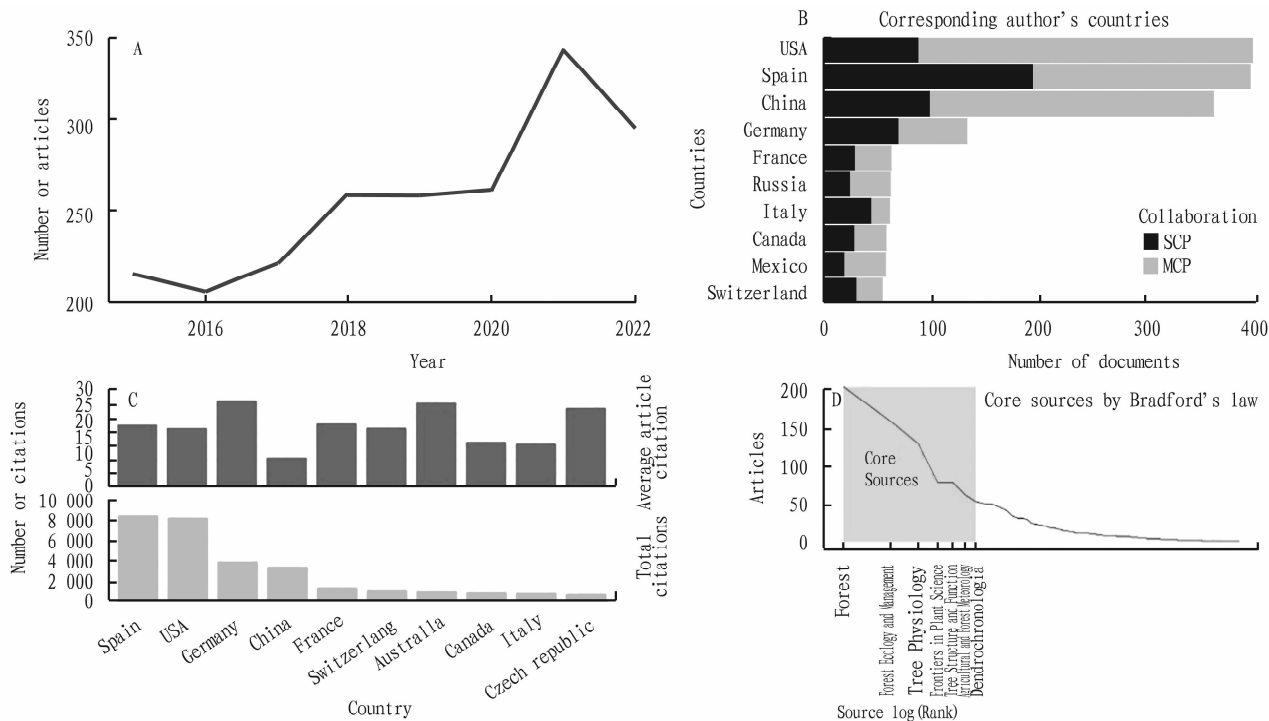 A
Number or articles
350
300
250
200
2016
2018
2020
2022
Year
B
Corresponding author's countries
Countries
USA
Spain
China
Germany
France
Russia
Italy
Canada
Mexico
Switzerland
Collaboration
SCP
MCP
0
100
200
300
400
Number of documents
C
Number or citations
30
25
20
15
10
5
0
Average article
citation
10 000
8 000
6 000
4 000
2 000
0
Total
citations
Spain
USA
Germany
China
France
Switzerlang
Australla
Canada
Italy
Czech republic
Country
D
Core sources by Bradford's law
Articles
200
150
100
50
0
Core
Sources
Forest
Forest Ecology and Management
Tree Physiology
Frontiers in Plant Science
Tree Structure and Function
Agricultural and Forest Meteorology
Dendrochronologia
Source log(Rank)